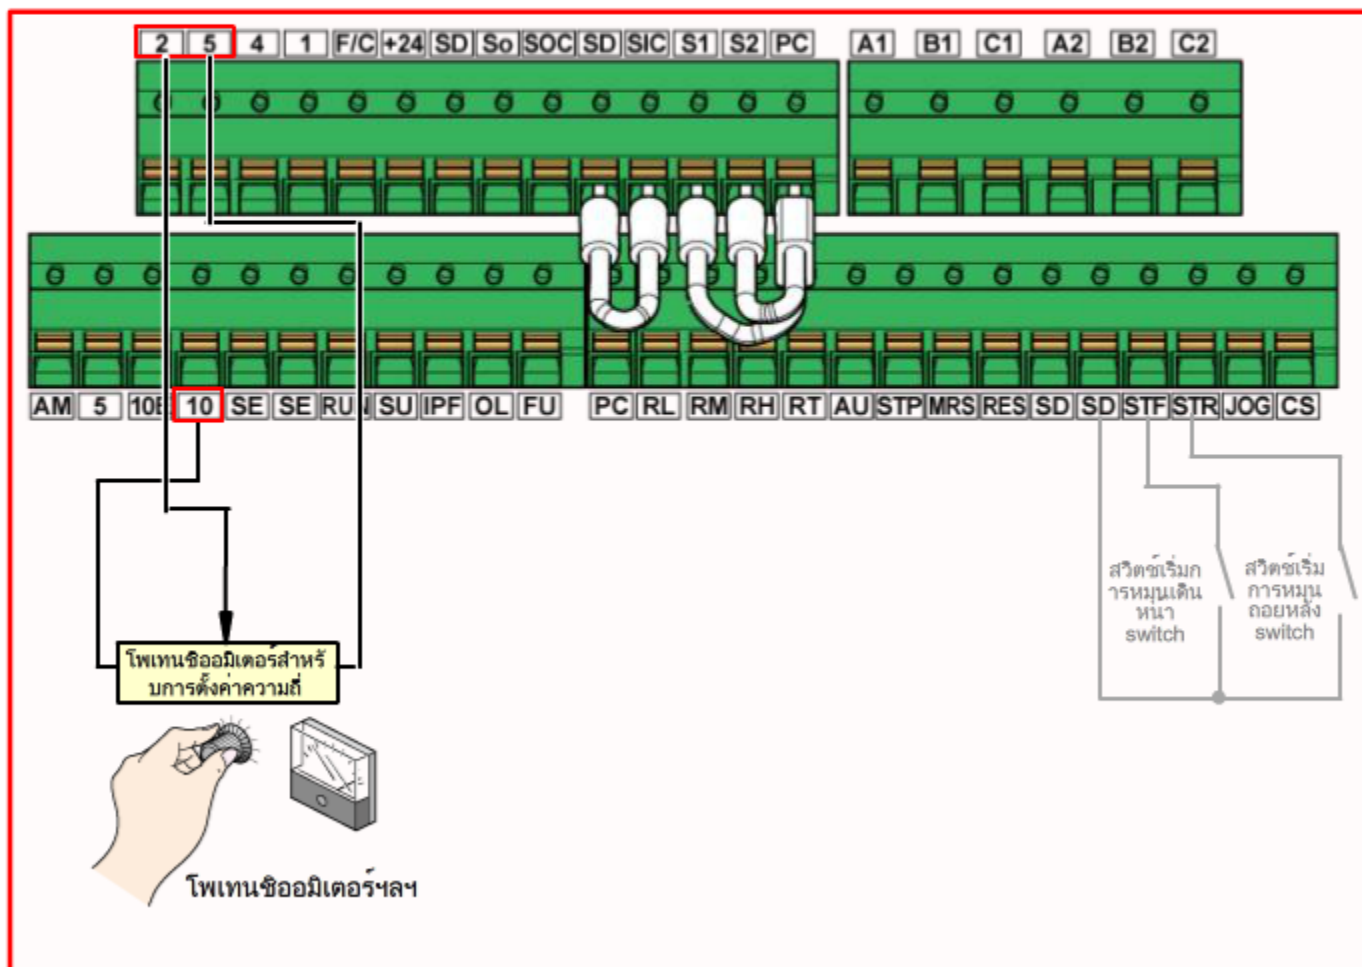 2 5 4 1 F/C +24 SD So SOC SD SIC S1 S2 PC A1 B1 C1 A2 B2 C2
AM 5 10E 10 SE SE RUN SU IPF OL FU PC RL RM RH RT AU STP MRS RES SD SD STF STR JOG CS
สวิตช์เริ่มก
ารหมุนเดิน
หน้า
switch
สวิตช์เริ่ม
การหมุน
ถอยหลัง
switch
โพเทนชิออมิเตอร์สำหรั
บการตั้งค่าความถี่
โพเทนชิออมิเตอร์ฯลฯ